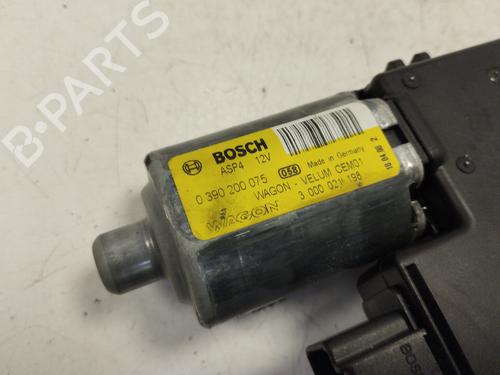 B-PARTS
BOSCH
ASP4 12V
0 390 200 075
058 Made in Germany
WAGON - VELUM CEM01
3 000 021 198
WAGON
BOSCH